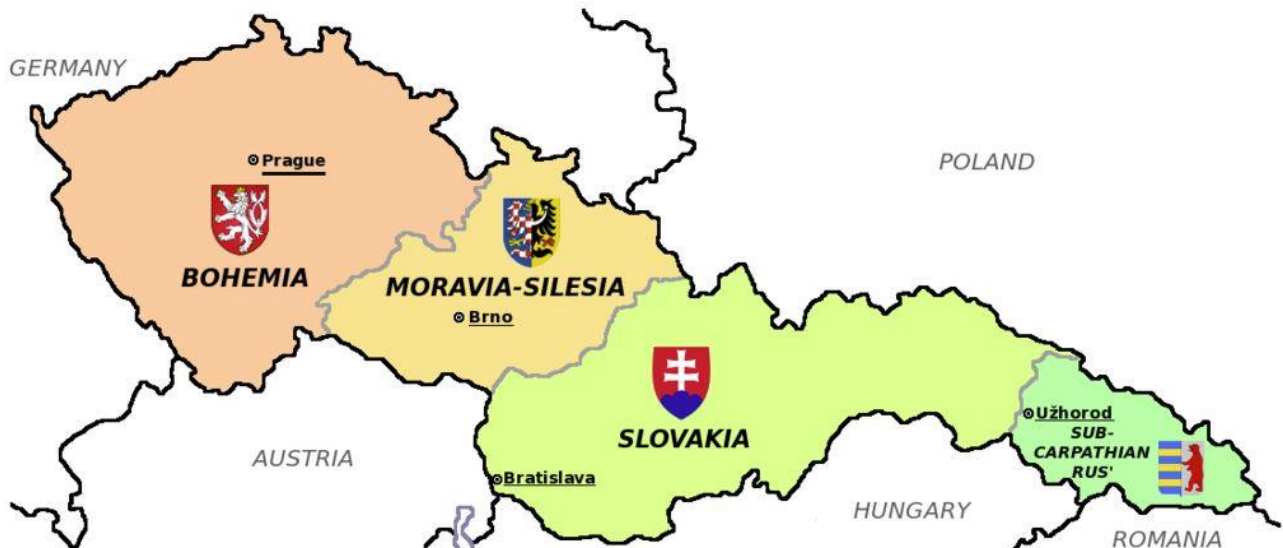 GERMANY
Prague
POLAND
BOHEMIA
MORAVIA-SILESIA
Brno
Užhorod
SLOVAKIA
SUB-
CARPATHIAN
RUS'
AUSTRIA
Bratislava
HUNGARY
ROMANIA